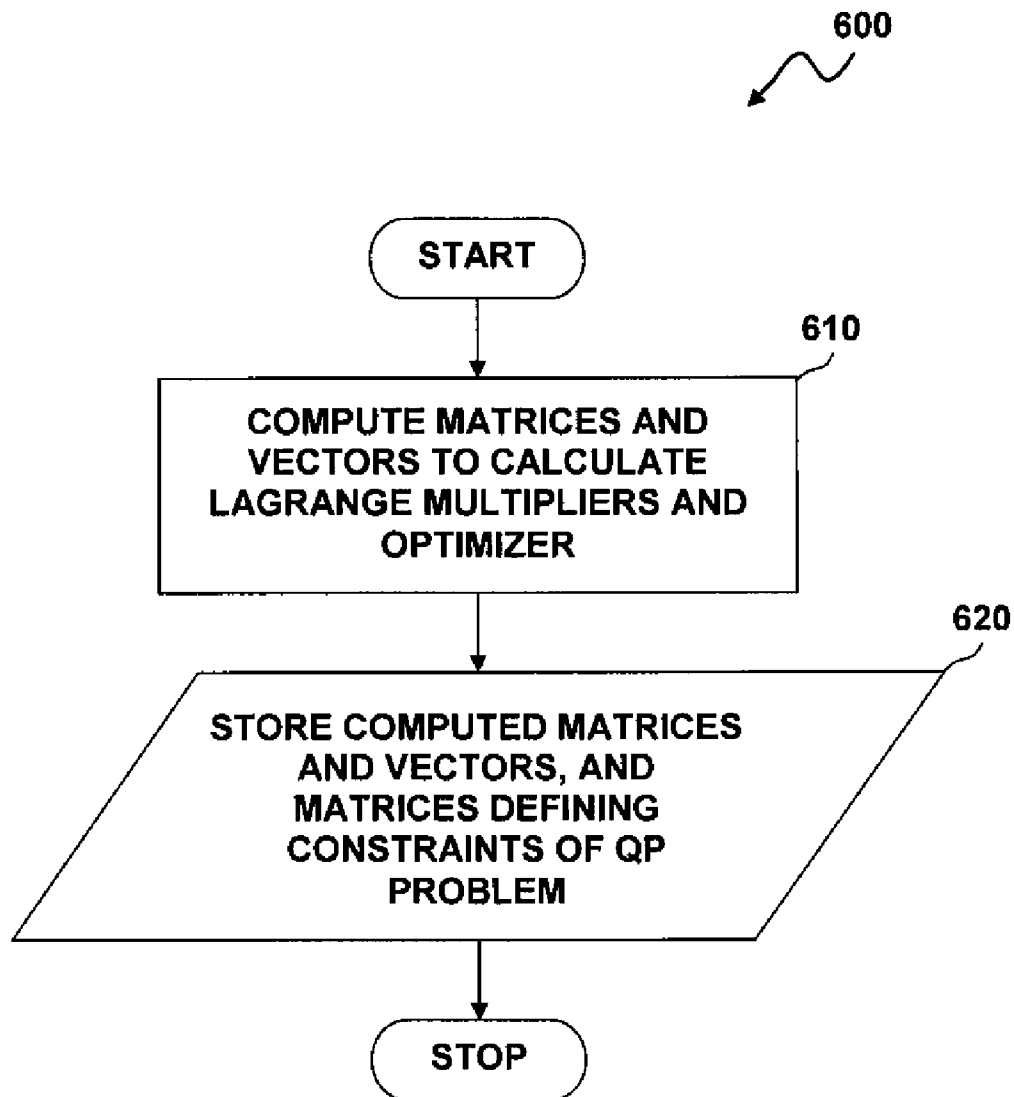 600
START
610
COMPUTE MATRICES AND
VECTORS TO CALCULATE
LAGRANGE MULTIPLIERS AND
OPTIMIZER
620
STORE COMPUTED MATRICES
AND VECTORS, AND
MATRICES DEFINING
CONSTRAINTS OF QP
PROBLEM
STOP